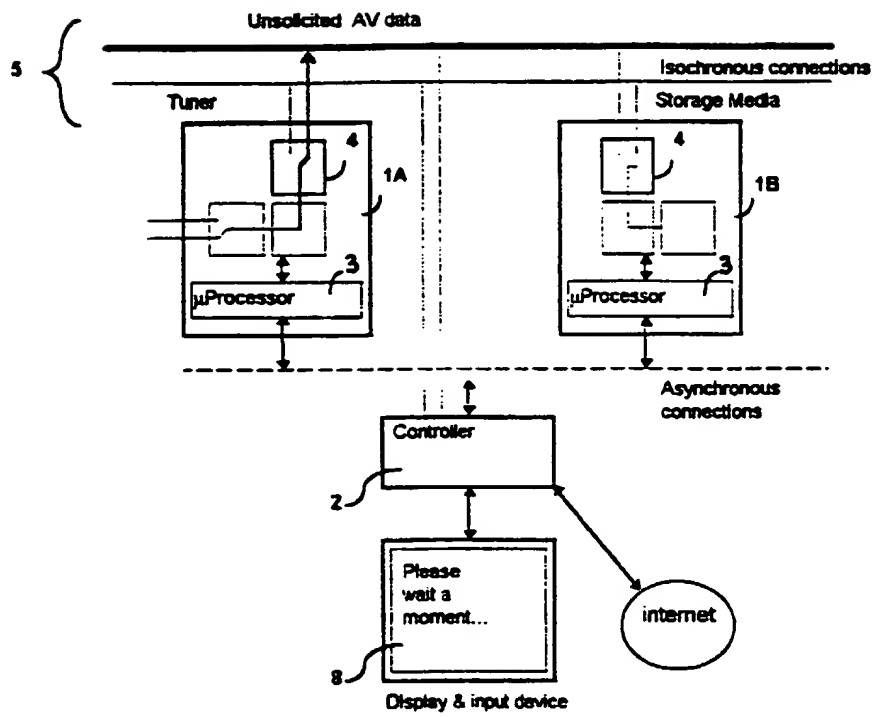 Unsolicited AV data
5
Isochronous connections
Tuner
Storage Media
4
4
1A
1B
3
3
µProcessor
µProcessor
Asynchronous
connections
Controller
2
Please
wait a
moment...
internet
8
Display & input device